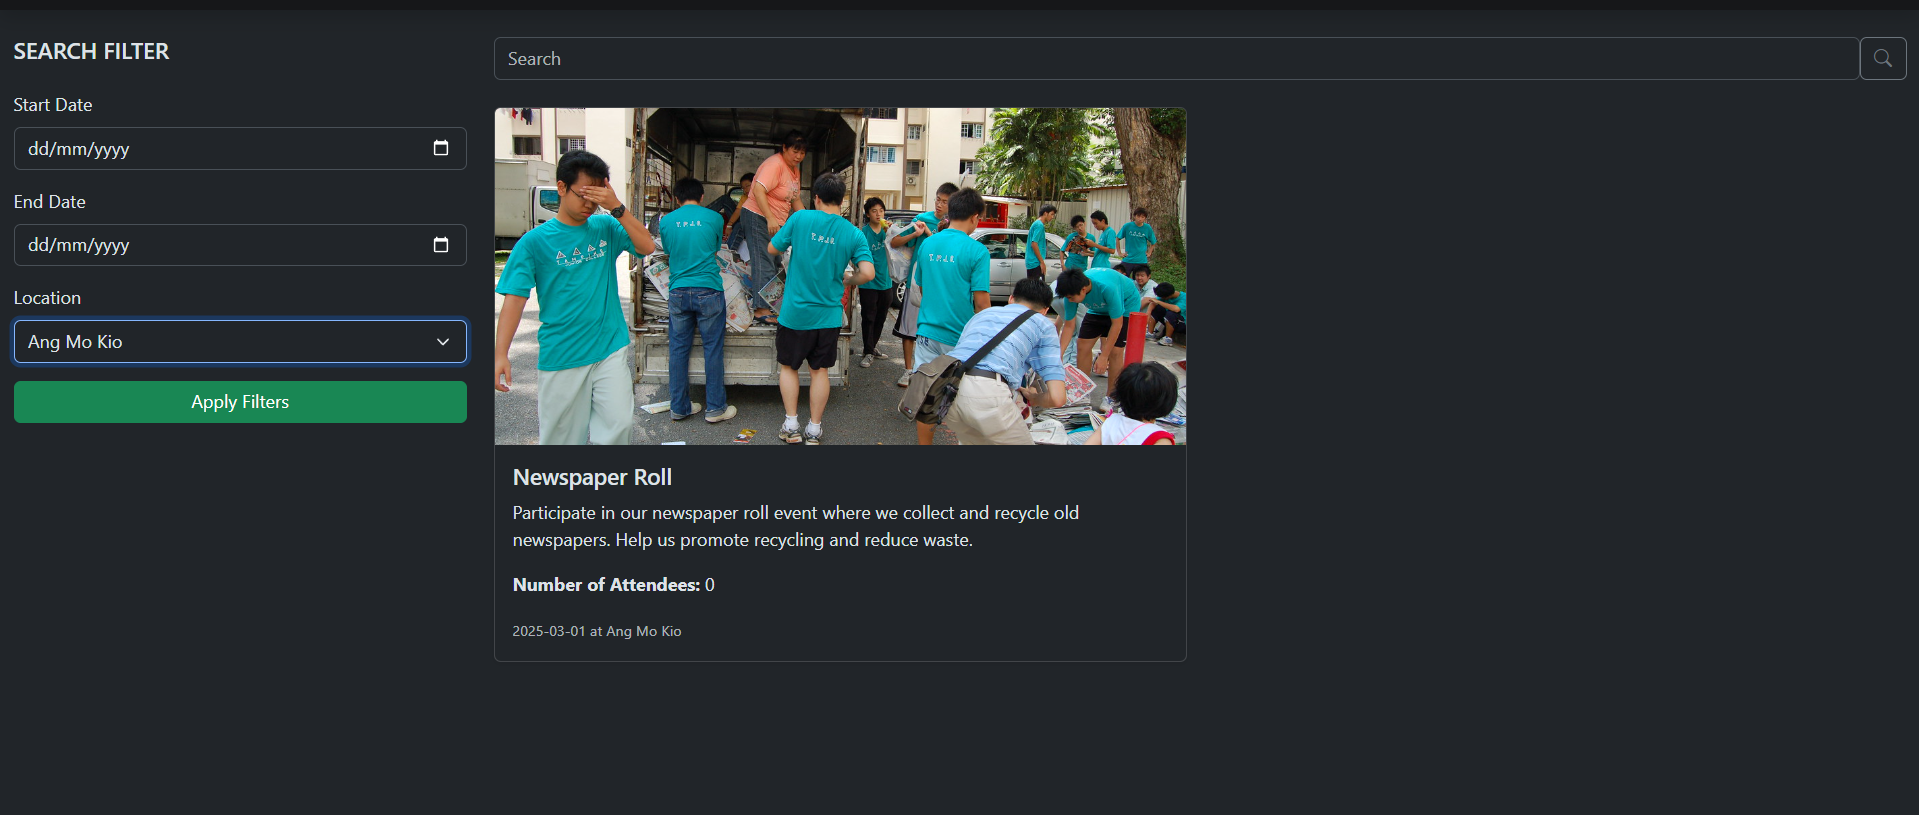 SEARCH FILTER
Start Date
dd/mm/yyyy
End Date
dd/mm/yyyy
Location
Ang Mo Kio
Apply Filters
Search
Newspaper Roll
Participate in our newspaper roll event where we collect and recycle old
newspapers. Help us promote recycling and reduce waste.
Number of Attendees: 0
2025-03-01 at Ang Mo Kio